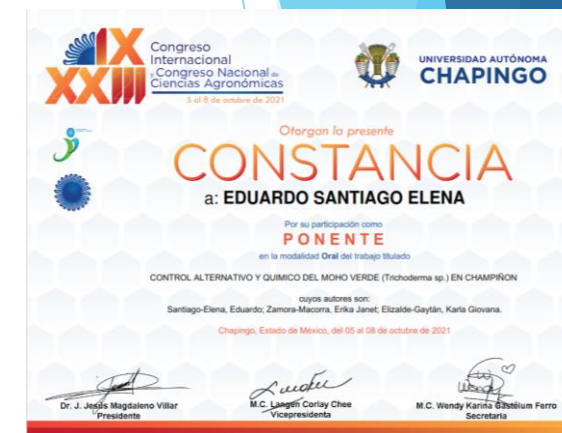 IX
XXIII
Congreso
Internacional
y Congreso Nacional de
Ciencias Agronómicas
5 al 8 de octubre de 2021
UNIVERSIDAD AUTÓNOMA
CHAPINGO
Otorgan la presente
CONSTANCIA
a: EDUARDO SANTIAGO ELENA
Por su participación como
PONENTE
en la modalidad Oral del trabajo titulado
CONTROL ALTERNATIVO Y QUIMICO DEL MOHO VERDE (Trichoderma sp.) EN CHAMPIÑON
cuyos autores son:
Santiago-Elena, Eduardo; Zamora-Macorra, Erika Janet; Elizalde-Gaytán, Karla Giovana.
Chapingo, Estado de México, del 05 al 08 de octubre de 2021
Dr. J. Jesús Magdaleno Villar
Presidente
M.C. Langen Corlay Chee
Vicepresidenta
M.C. Wendy Karina Gastélum Ferro
Secretaria